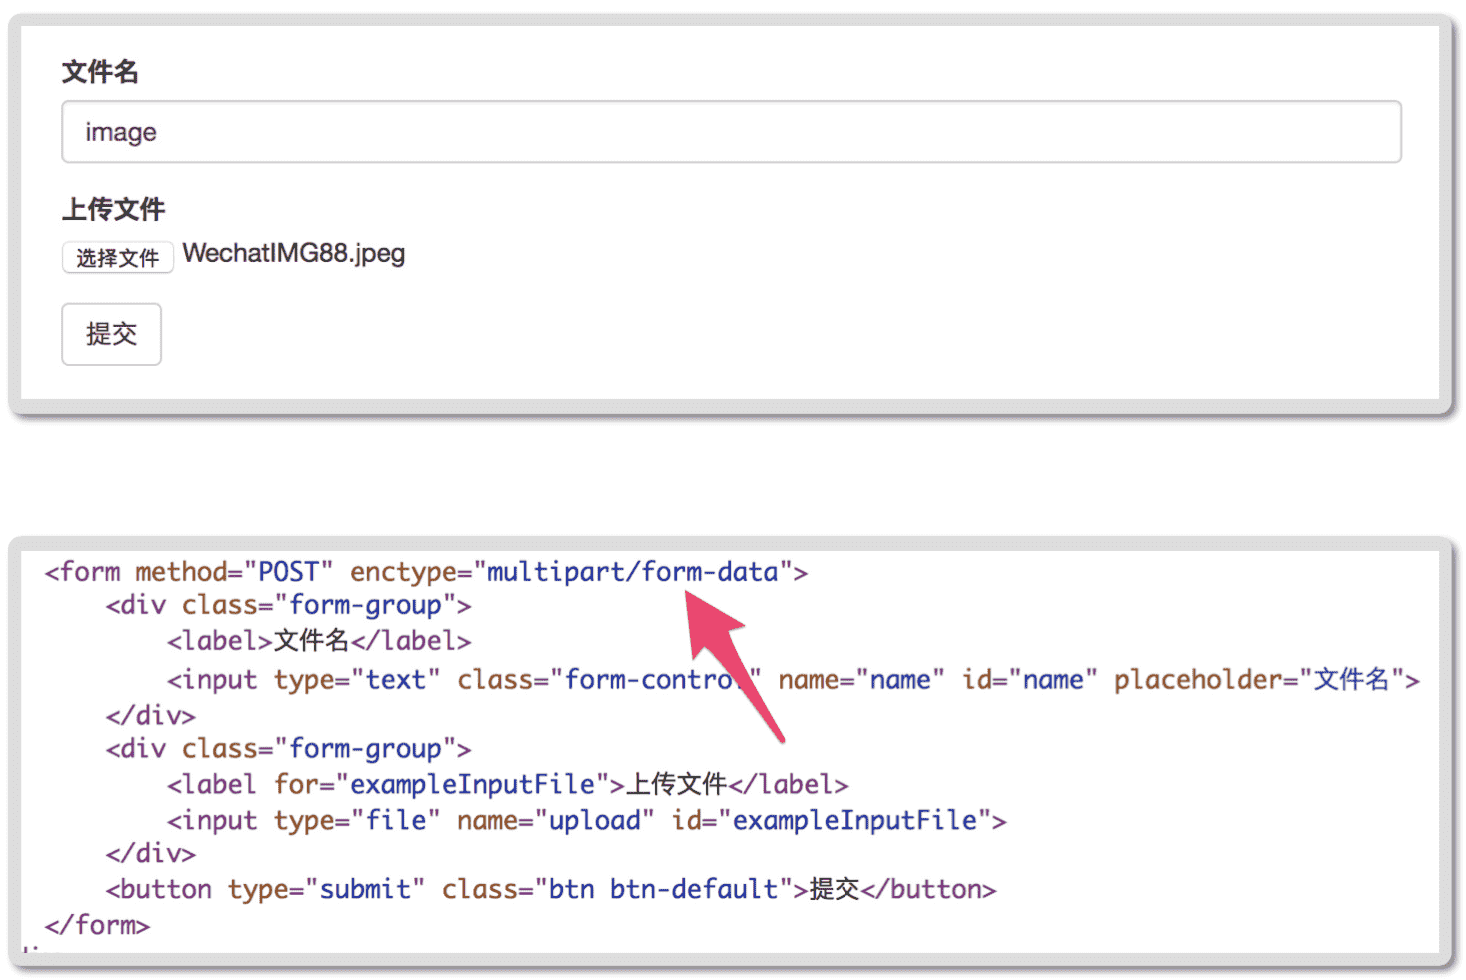 文件名
image
上传文件
选择文件 WechatIMG88.jpeg
提交
<form method="POST" enctype="multipart/form-data">
<div class="form-group">
<label>文件名</label>
<input type="text" class="form-control" name="name" id="name" placeholder="文件名">
</div>
<div class="form-group">
<label for="exampleInputFile">上传文件</label>
<input type="file" name="upload" id="exampleInputFile">
</div>
<button type="submit" class="btn btn-default">提交</button>
</form>